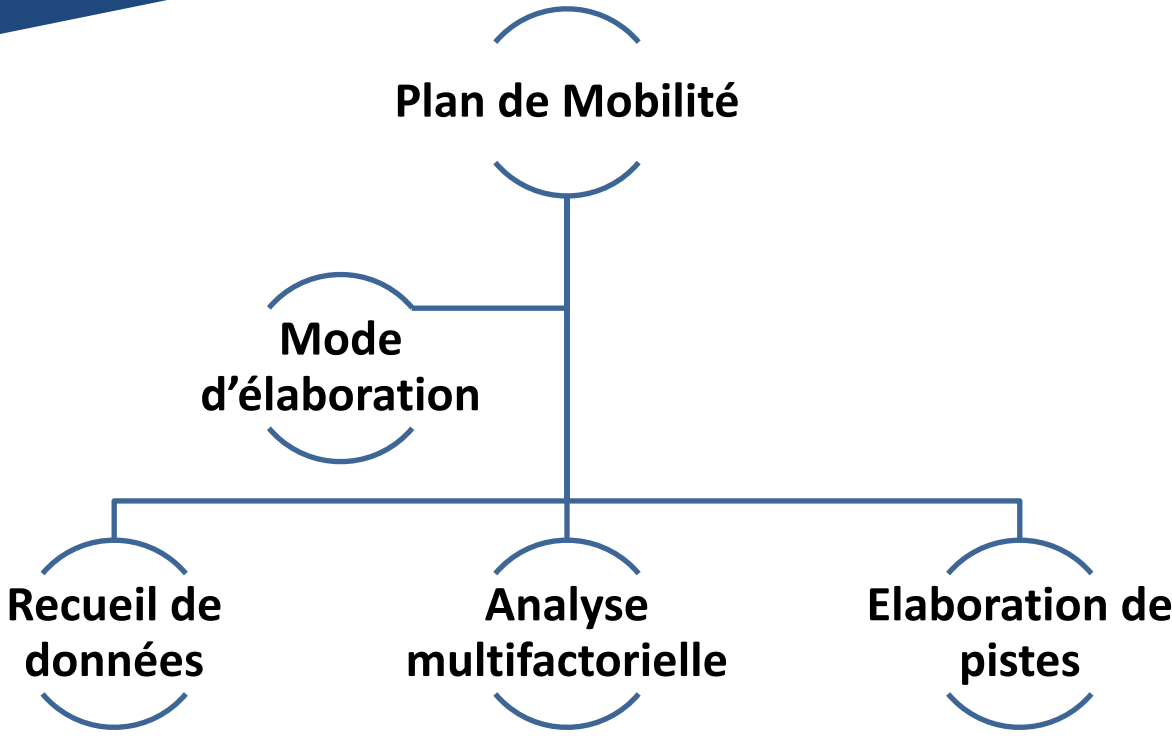 Plan de Mobilité
Mode
d’élaboration
Recueil de
données
Analyse
multifactorielle
Elaboration de
pistes